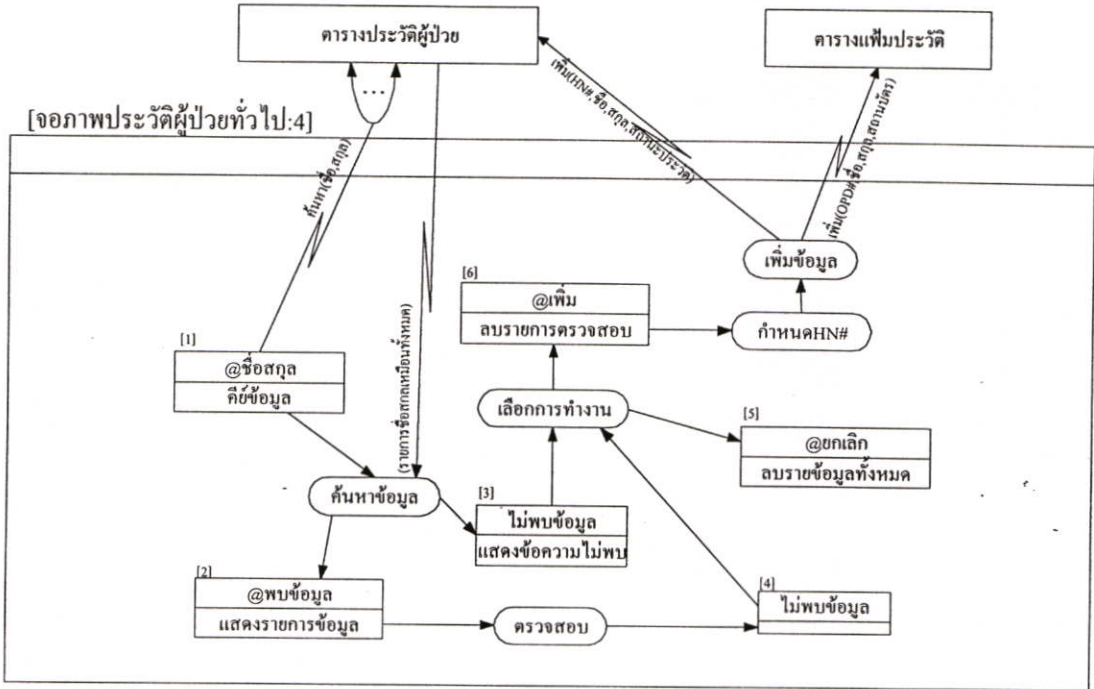 ตารางประวัติผู้ป่วย
ตารางแฟ้มประวัติ
...
[จอภาพประวัติผู้ป่วยทั่วไป:4]
ค้นหา(ชื่อ,สกุล)
(รายการชื่อสกุลเหมือนทั้งหมด)
เพิ่ม(HN#,ชื่อ,สกุล,สถานะประวัติ)
เพิ่ม(OPD#,ชื่อ,สกุล,สถานบัตร)
เพิ่มข้อมูล
[6]
@เพิ่ม
ลบรายการตรวจสอบ
กำหนดHN#
[1]
@ชื่อสกุล
คีย์ข้อมูล
เลือกการทำงาน
[5]
@ยกเลิก
ลบรายข้อมูลทั้งหมด
ค้นหาข้อมูล
[3]
ไม่พบข้อมูล
แสดงข้อความไม่พบ
[2]
@พบข้อมูล
แสดงรายการข้อมูล
ตรวจสอบ
[4]
ไม่พบข้อมูล